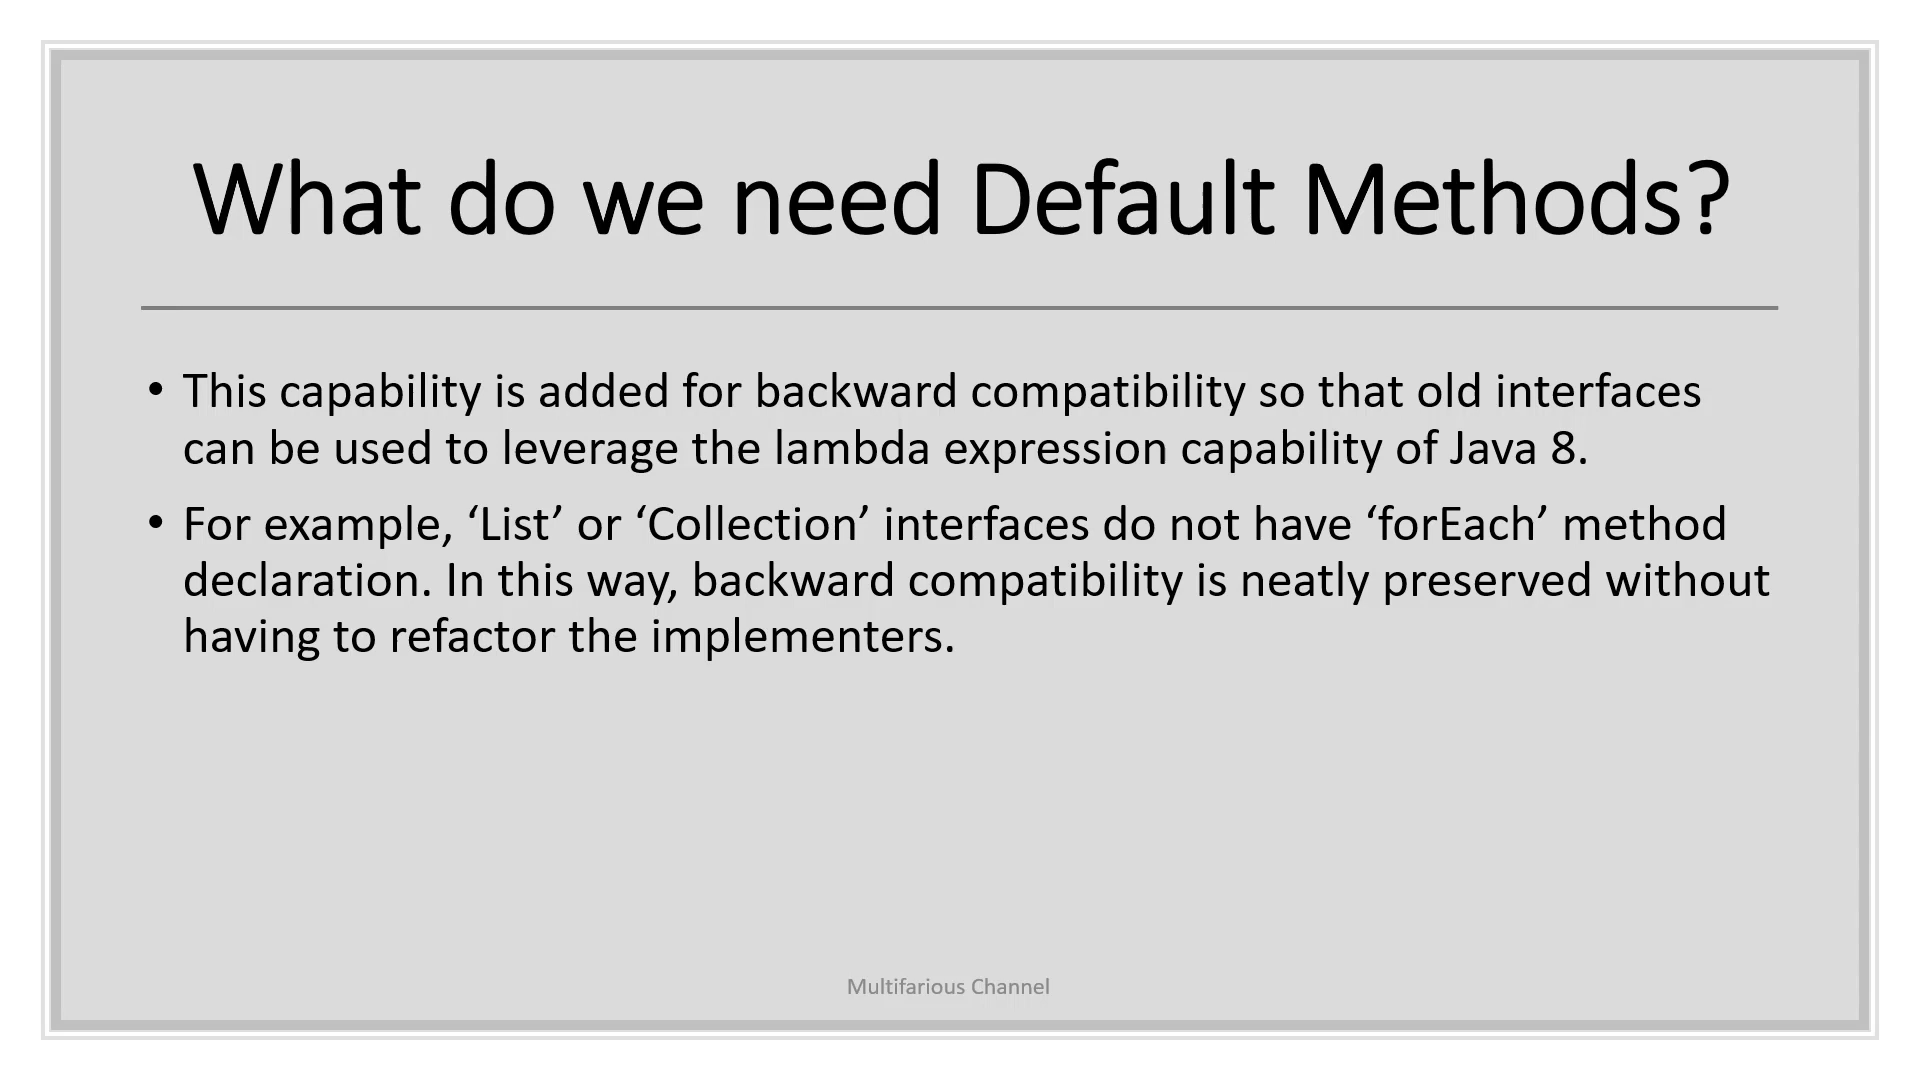 What do we need Default Methods?
• This capability is added for backward compatibility so that old interfaces
can be used to leverage the lambda expression capability of Java 8.
• For example, ‘List’ or ‘Collection’ interfaces do not have ‘forEach’ method
declaration. In this way, backward compatibility is neatly preserved without
having to refactor the implementers.
Multifarious Channel